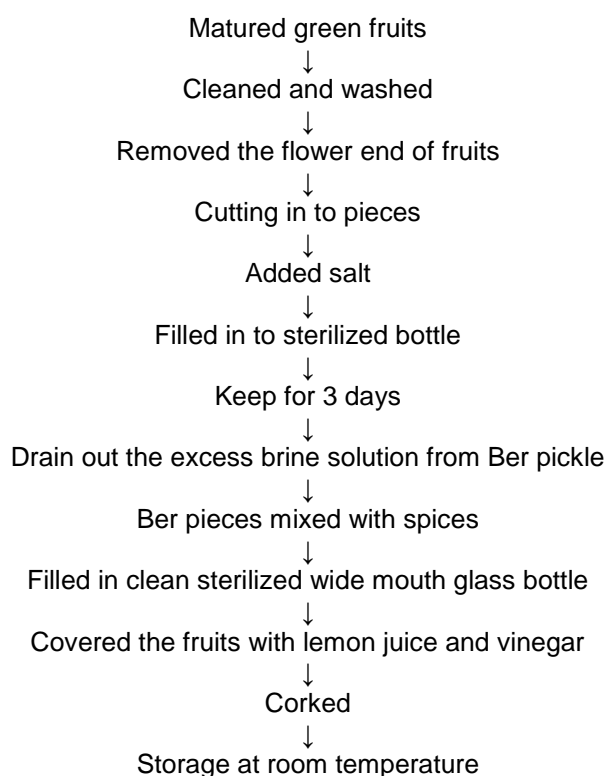 Matured green fruits
↓
Cleaned and washed
↓
Removed the flower end of fruits
↓
Cutting in to pieces
↓
Added salt
↓
Filled in to sterilized bottle
↓
Keep for 3 days
↓
Drain out the excess brine solution from Ber pickle
↓
Ber pieces mixed with spices
↓
Filled in clean sterilized wide mouth glass bottle
↓
Covered the fruits with lemon juice and vinegar
↓
Corked
↓
Storage at room temperature